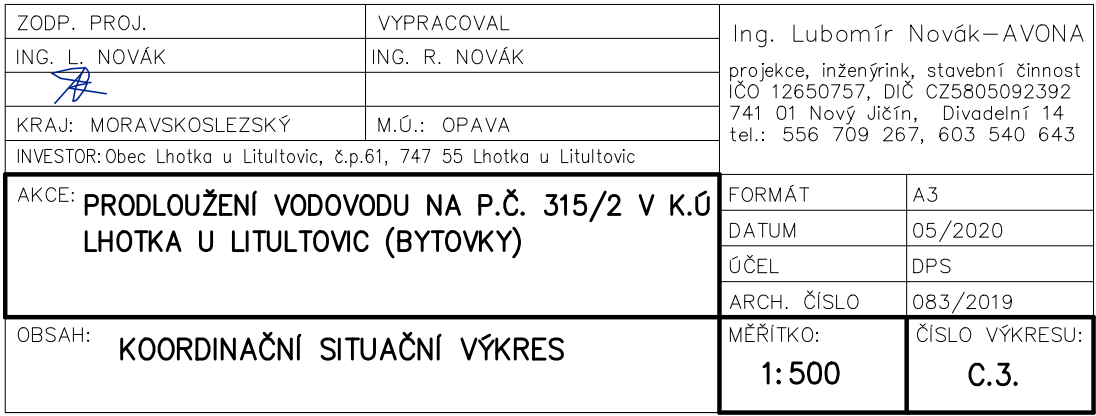 ZODP. PROJ.
VYPRACOVAL
ING. L. NOVÁK
ING. R. NOVÁK
KRAJ: MORAVSKOSLEZSKÝ
M.Ú.: OPAVA
INVESTOR: Obec Lhotka u Litultovic, č.p.61, 747 55 Lhotka u Litultovic
Ing. Lubomír Novák-AVONA
projekce, inženýrink, stavební činnost
IČO 12650757, DIČ CZ5805092392
741 01 Nový Jičín, Divadelní 14
tel.: 556 709 267, 603 540 643
AKCE: PRODLOUŽENÍ VODOVODU NA P.Č. 315/2 V K.Ú
LHOTKA U LITULTOVIC (BYTOVKY)
FORMÁT A3
DATUM 05/2020
ÚČEL DPS
ARCH. ČÍSLO 083/2019
OBSAH: KOORDINAČNÍ SITUAČNÍ VÝKRES
MĚŘÍTKO:
1:500
ČÍSLO VÝKRESU:
C.3.